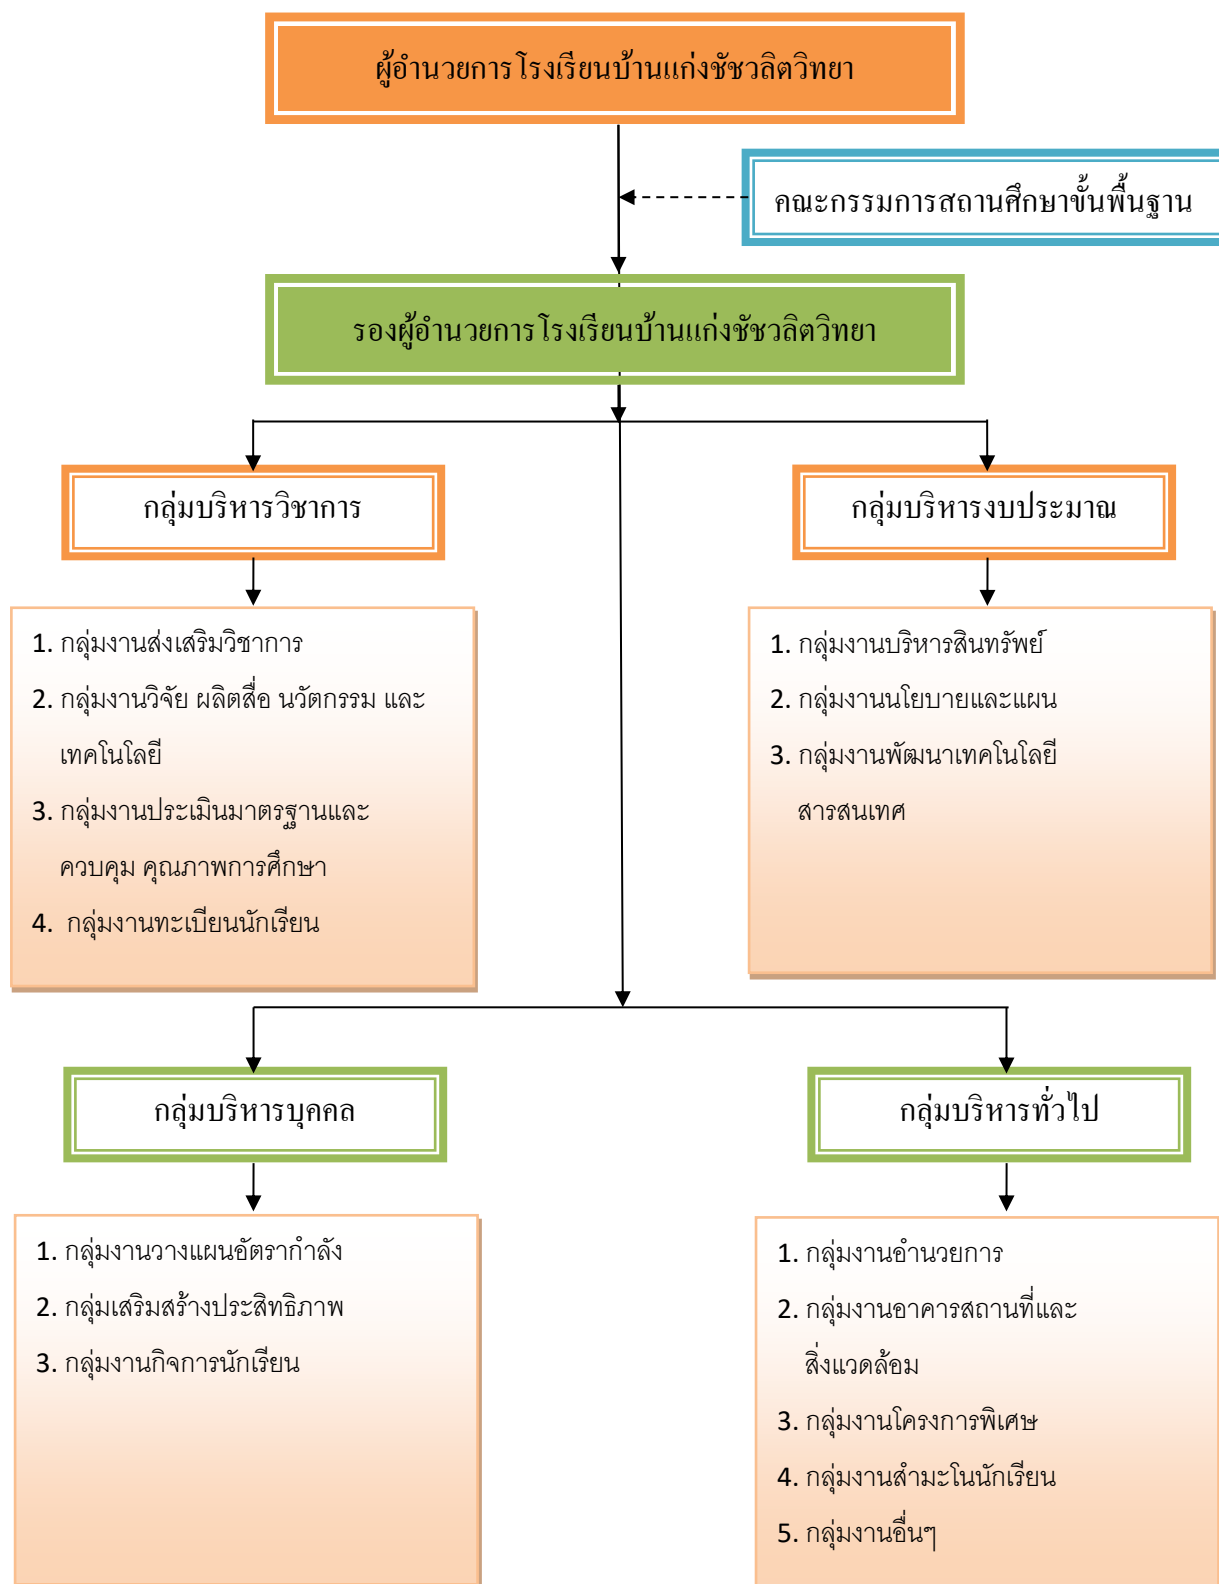 ผู้อำนวยการโรงเรียนบ้านแก่งชัชวลิตวิทยา
คณะกรรมการสถานศึกษาขั้นพื้นฐาน
รองผู้อำนวยการโรงเรียนบ้านแก่งชัชวลิตวิทยา
กลุ่มบริหารวิชาการ
1. กลุ่มงานส่งเสริมวิชาการ
2. กลุ่มงานวิจัย ผลิตสื่อ นวัตกรรม และ
เทคโนโลยี
3. กลุ่มงานประเมินมาตรฐานและ
ควบคุม คุณภาพการศึกษา
4. กลุ่มงานทะเบียนนักเรียน
กลุ่มบริหารงบประมาณ
1. กลุ่มงานบริหารสินทรัพย์
2. กลุ่มงานนโยบายและแผน
3. กลุ่มงานพัฒนาเทคโนโลยี
สารสนเทศ
กลุ่มบริหารบุคคล
1. กลุ่มงานวางแผนอัตรากำลัง
2. กลุ่มเสริมสร้างประสิทธิภาพ
3. กลุ่มงานกิจการนักเรียน
กลุ่มบริหารทั่วไป
1. กลุ่มงานอำนวยการ
2. กลุ่มงานอาคารสถานที่และ
สิ่งแวดล้อม
3. กลุ่มงานโครงการพิเศษ
4. กลุ่มงานสำมะโนนักเรียน
5. กลุ่มงานอื่นๆ